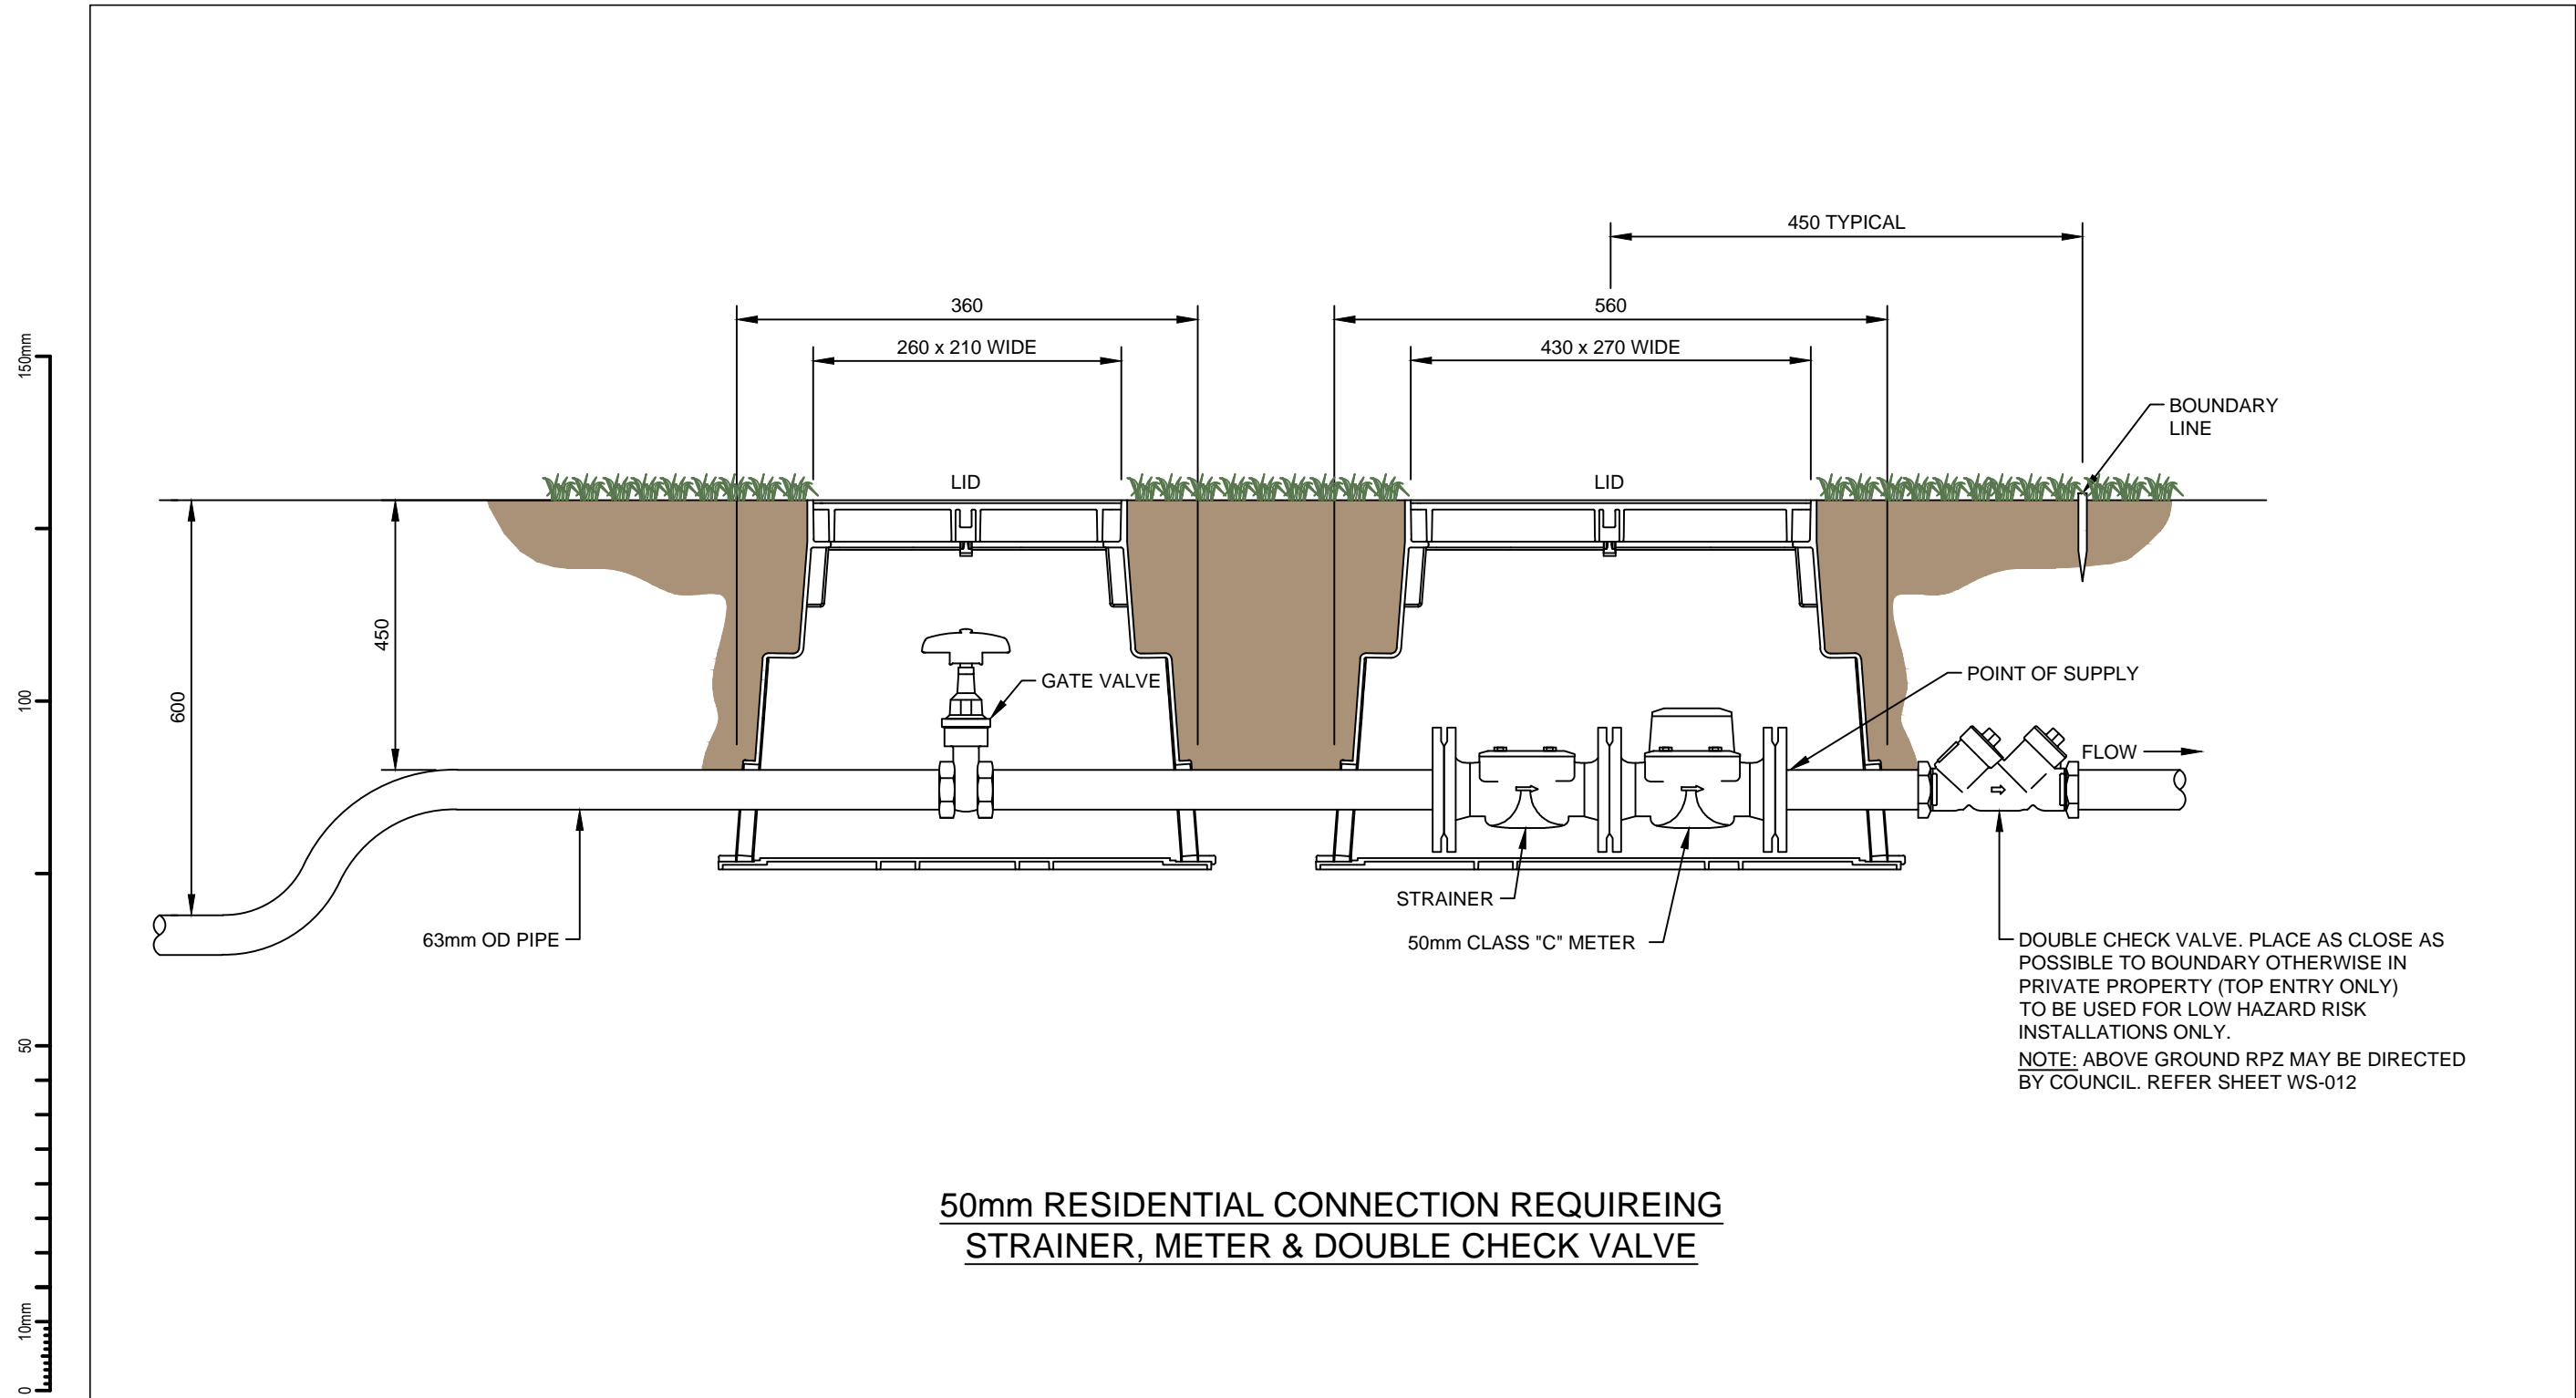 450 TYPICAL
360
560
260 x 210 WIDE
430 x 270 WIDE
150mm
BOUNDARY
LINE
LID
LID
450
600
100
GATE VALVE
POINT OF SUPPLY
FLOW
STRAINER
63mm OD PIPE
50mm CLASS "C" METER
DOUBLE CHECK VALVE. PLACE AS CLOSE AS
POSSIBLE TO BOUNDARY OTHERWISE IN
PRIVATE PROPERTY (TOP ENTRY ONLY)
TO BE USED FOR LOW HAZARD RISK
INSTALLATIONS ONLY.
NOTE: ABOVE GROUND RPZ MAY BE DIRECTED
BY COUNCIL. REFER SHEET WS-012
50
50mm RESIDENTIAL CONNECTION REQUIREING
STRAINER, METER & DOUBLE CHECK VALVE
10mm
0